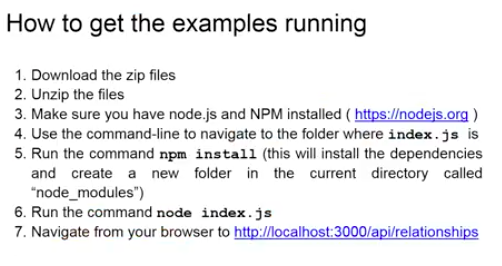 How to get the examples running
1. Download the zip files
2. Unzip the files
3. Make sure you have node.js and NPM installed ( https://nodejs.org )
4. Use the command-line to navigate to the folder where index.js is
5. Run the command npm install (this will install the dependencies
and create a new folder in the current directory called
“node_modules”)
6. Run the command node index.js
7. Navigate from your browser to http://localhost:3000/api/relationships